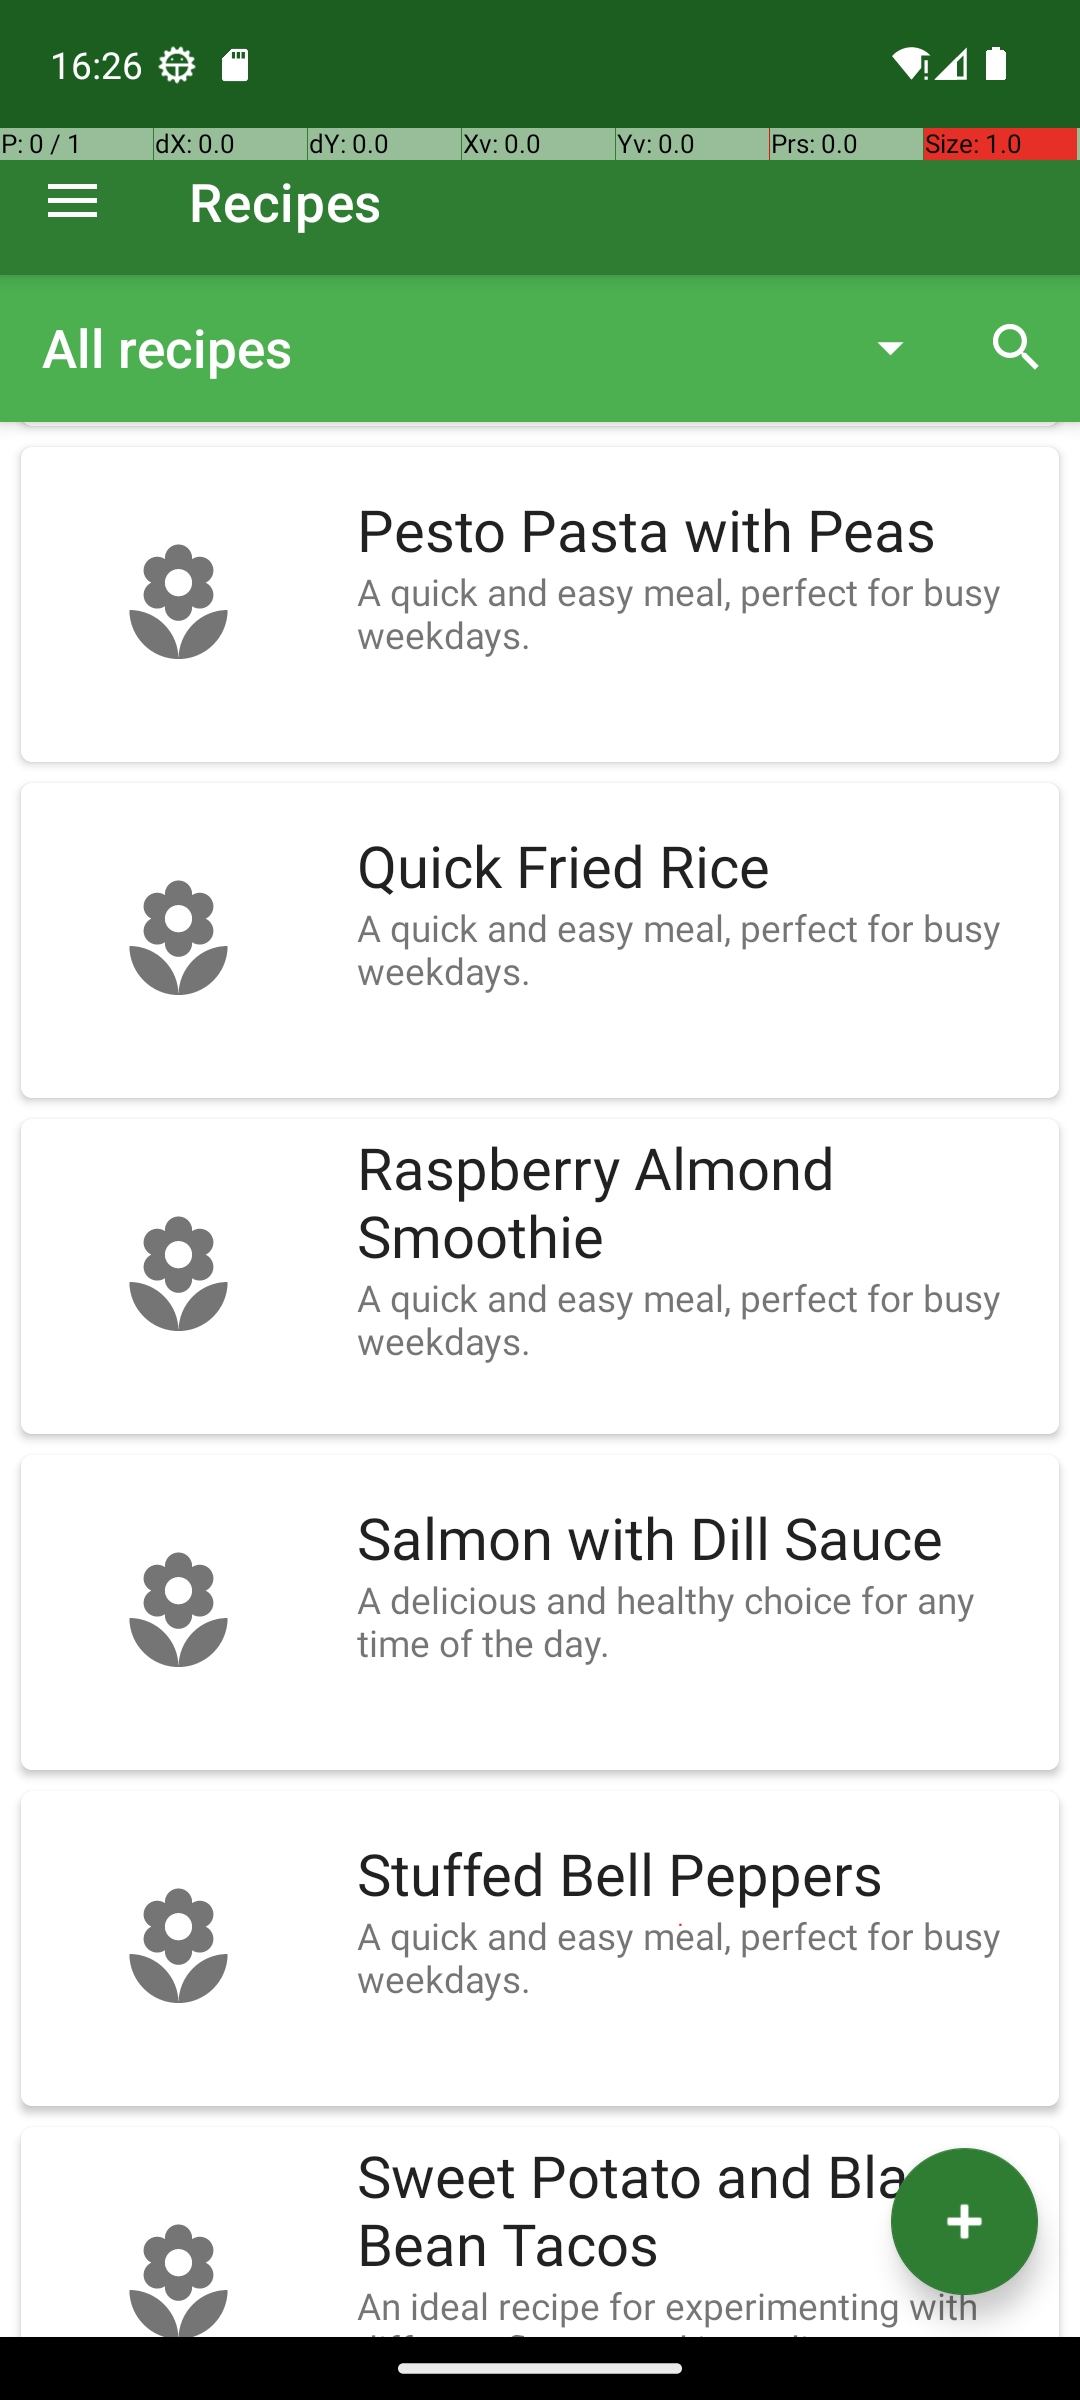 16:26
P: 0 / 1 dX: 0.0 dY: 0.0 Xv: 0.0 Yv: 0.0 Prs: 0.0 Size: 1.0
Recipes
All recipes
Pesto Pasta with Peas
A quick and easy meal, perfect for busy
weekdays.
Quick Fried Rice
A quick and easy meal, perfect for busy
weekdays.
Raspberry Almond
Smoothie
A quick and easy meal, perfect for busy
weekdays.
Salmon with Dill Sauce
A delicious and healthy choice for any
time of the day.
Stuffed Bell Peppers
A quick and easy meal, perfect for busy
weekdays.
Sweet Potato and Bla
Bean Tacos
An ideal recipe for experimenting with